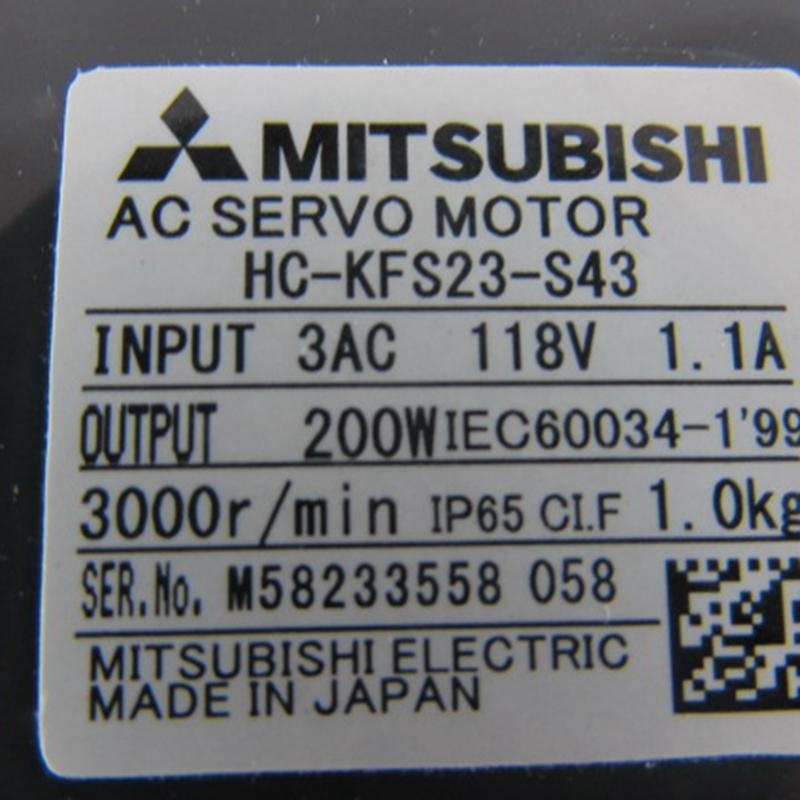 MITSUBISHI
AC SERVO MOTOR
HC-KFS23-S43
INPUT 3AC 118V 1.1A
OUTPUT 200W IEC60034-1'99
3000r/min IP65 CI.F 1.0kg
SER.No. M58233558 058
MITSUBISHI ELECTRIC
MADE IN JAPAN